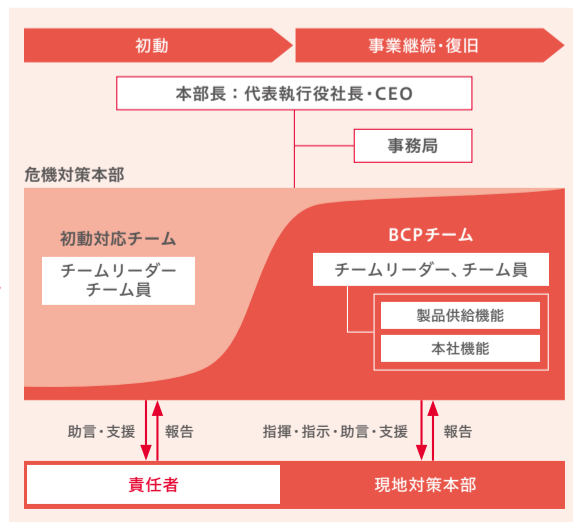 初動
事業継続・復旧
本部長：代表執行役社長・CEO
事務局
危機対策本部
初動対応チーム
チームリーダー
チーム員
BCPチーム
チームリーダー、チーム員
製品供給機能
本社機能
助言・支援
報告
指揮・指示・助言・支援
報告
責任者
現地対策本部